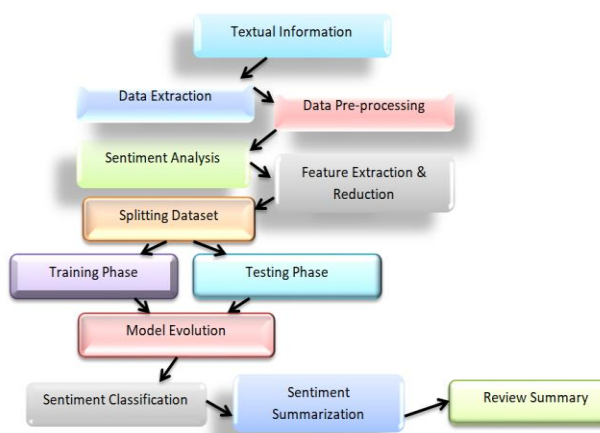 Textual Information
Data Extraction
Data Pre-processing
Sentiment Analysis
Feature Extraction &
Reduction
Splitting Dataset
Training Phase
Testing Phase
Model Evolution
Sentiment Classification
Sentiment
Summarization
Review Summary